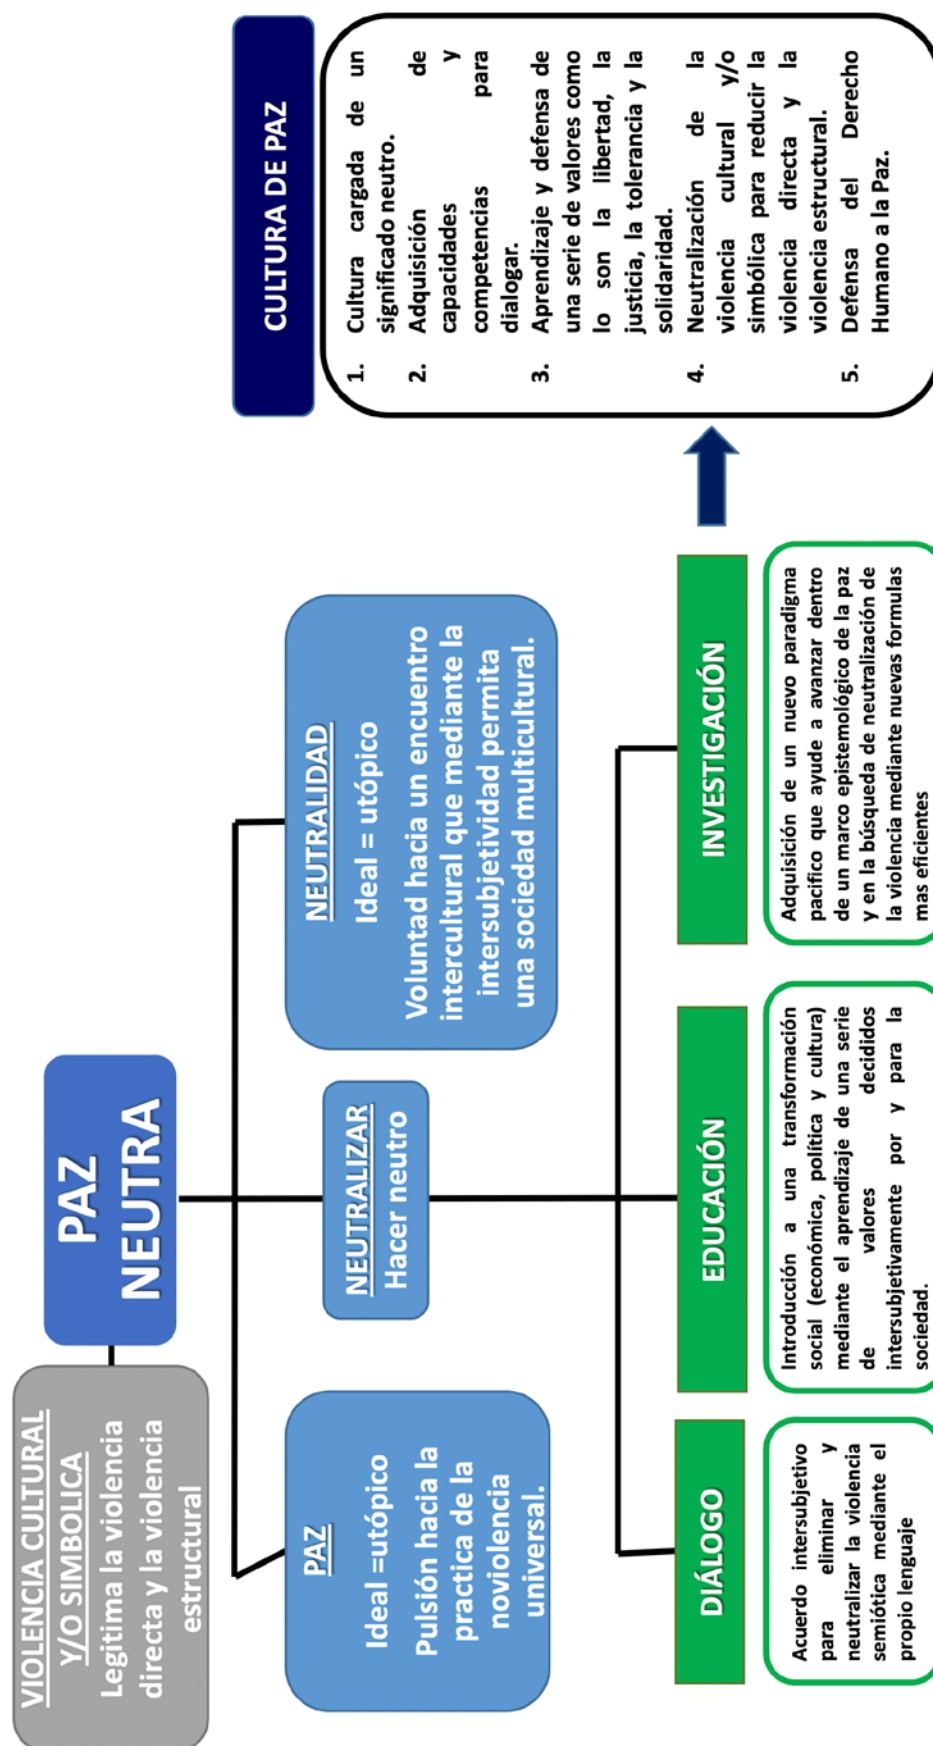 VIOLENCIA CULTURAL
Y/O SIMBOLICA
Legitima la violencia
directa y la violencia
estructural
PAZ
NEUTRA
PAZ
Ideal =utópico
Pulsión hacia la
practica de la
noviolencia
universal.
NEUTRALIZAR
Hacer neutro
NEUTRALIDAD
Ideal = utópico
Voluntad hacia un encuentro
intercultural que mediante la
intersubjetividad permita
una sociedad multicultural.
DIÁLOGO
Acuerdo intersubjetivo
para eliminar y
neutralizar la violencia
semiótica mediante el
propio lenguaje
EDUCACIÓN
Introducción a una transformación
social (económica, política y cultura)
mediante el aprendizaje de una serie
de valores decididos
intersubjetivamente por y para la
sociedad.
INVESTIGACIÓN
Adquisición de un nuevo paradigma
pacifico que ayude a avanzar dentro
de un marco epistemológico de la paz
y en la búsqueda de neutralización de
la violencia mediante nuevas formulas
mas eficientes
CULTURA DE PAZ
1. Cultura cargada de un
significado neutro.
2. Adquisición de
capacidades y
competencias para
dialogar.
3. Aprendizaje y defensa de
una serie de valores como
lo son la libertad, la
justicia, la tolerancia y la
solidaridad.
4. Neutralización de la
violencia cultural y/o
simbólica para reducir la
violencia directa y la
violencia estructural.
5. Defensa del Derecho
Humano a la Paz.